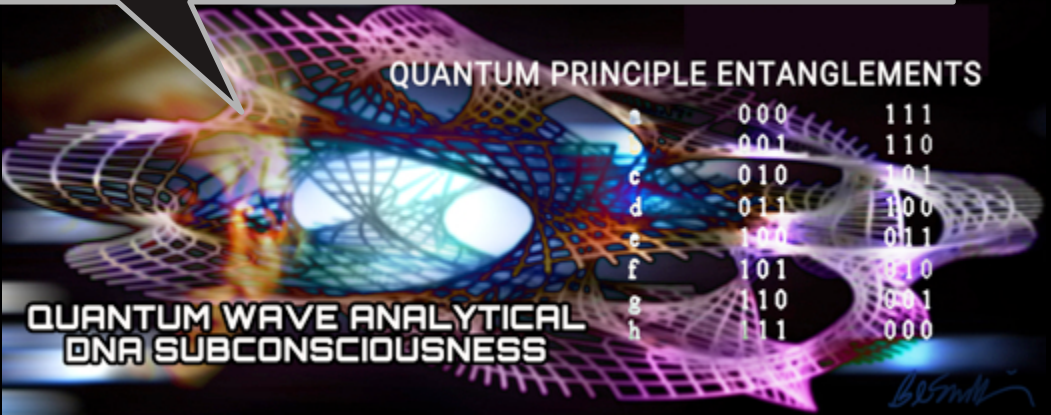 QUANTUM PRINCIPLE ENTANGLEMENTS
a 000 111
001 110
c 010 101
d 011 100
e 100 011
f 101 010
g 110 001
h 111 000
QUANTUM WAVE ANALYTICAL
DNA SUBCONSCIOUSNESS